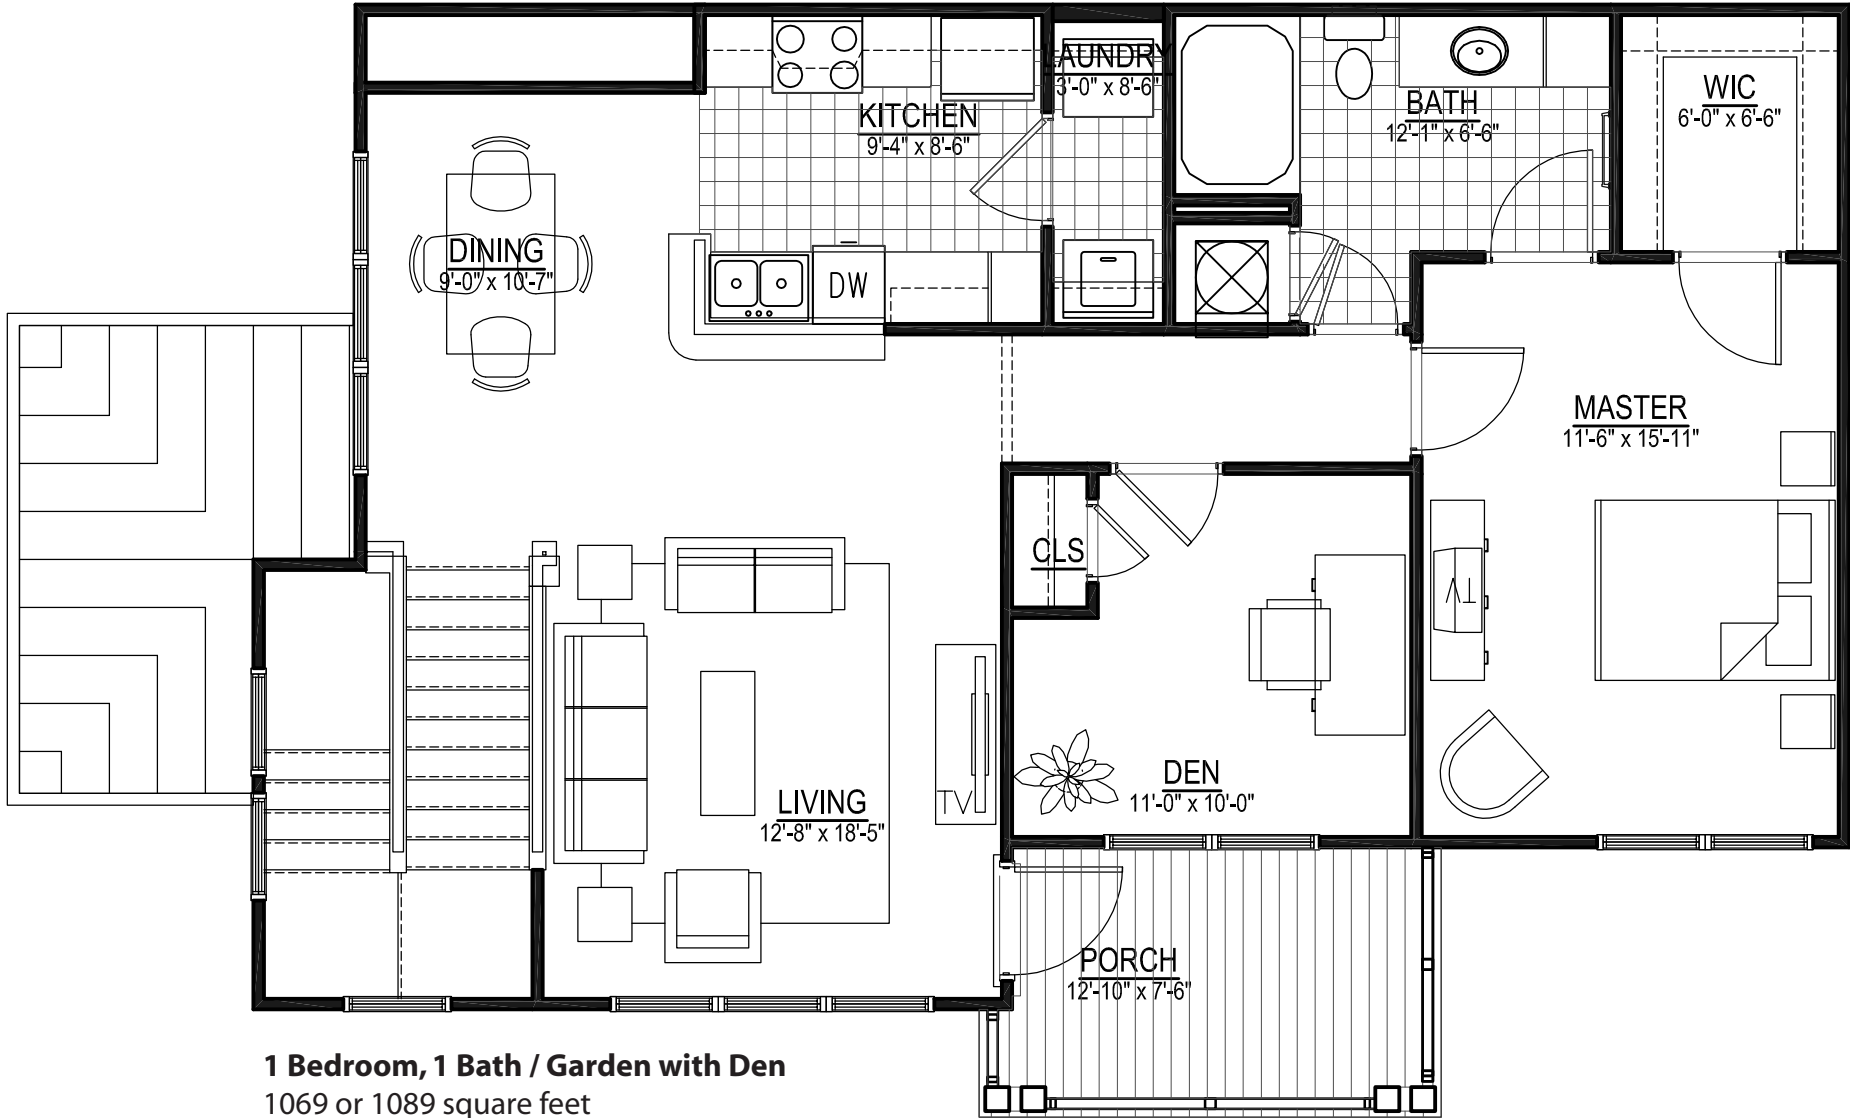 LAUNDRY
3'-0" x 8'-6"
KITCHEN
9'-4" x 8'-6"
BATH
12'-1" x 6'-6"
WIC
6'-0" x 6'-6"
DINING
9'-0" x 10'-7"
DW
MASTER
11'-6" x 15'-11"
CLS
TV
DEN
11'-0" x 10'-0"
LIVING
12'-8" x 18'-5"
TV
PORCH
12'-10" x 7'-6"
1 Bedroom, 1 Bath / Garden with Den
1069 or 1089 square feet